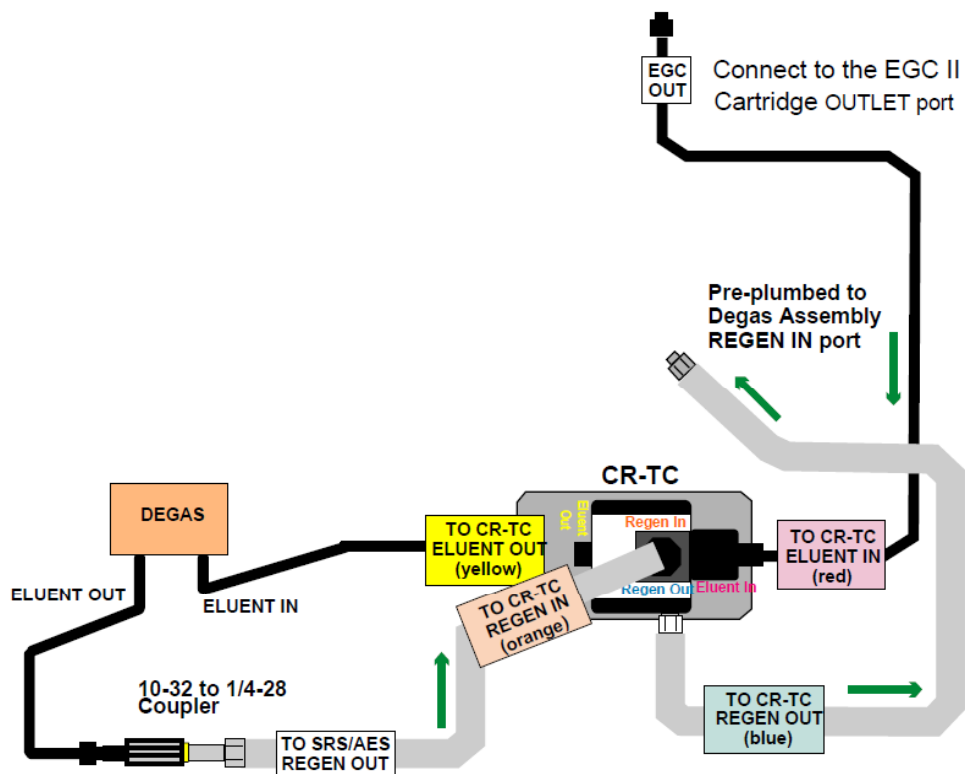 EGC
OUT
Connect to the EGC II
Cartridge OUTLET port
Pre-plumbed to
Degas Assembly
REGEN IN port
CR-TC
DEGAS
Eluent
Out
Regen In
TO CR-TC
ELUENT OUT
(yellow)
TO CR-TC
ELUENT IN
(red)
Regen Out
Eluent In
ELUENT OUT
ELUENT IN
TO CR-TC
REGEN IN
(orange)
10-32 to 1/4-28
Coupler
TO CR-TC
REGEN OUT
(blue)
TO SRS/AES
REGEN OUT